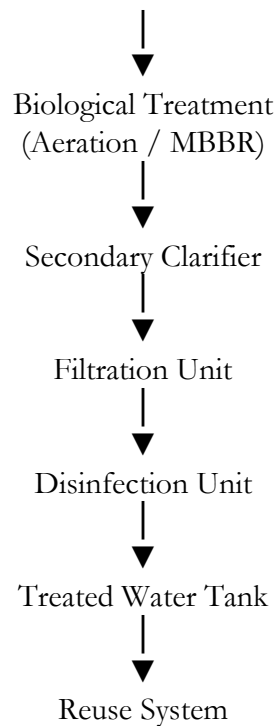 Biological Treatment
(Aeration / MBBR)
Secondary Clarifier
Filtration Unit
Disinfection Unit
Treated Water Tank
Reuse System